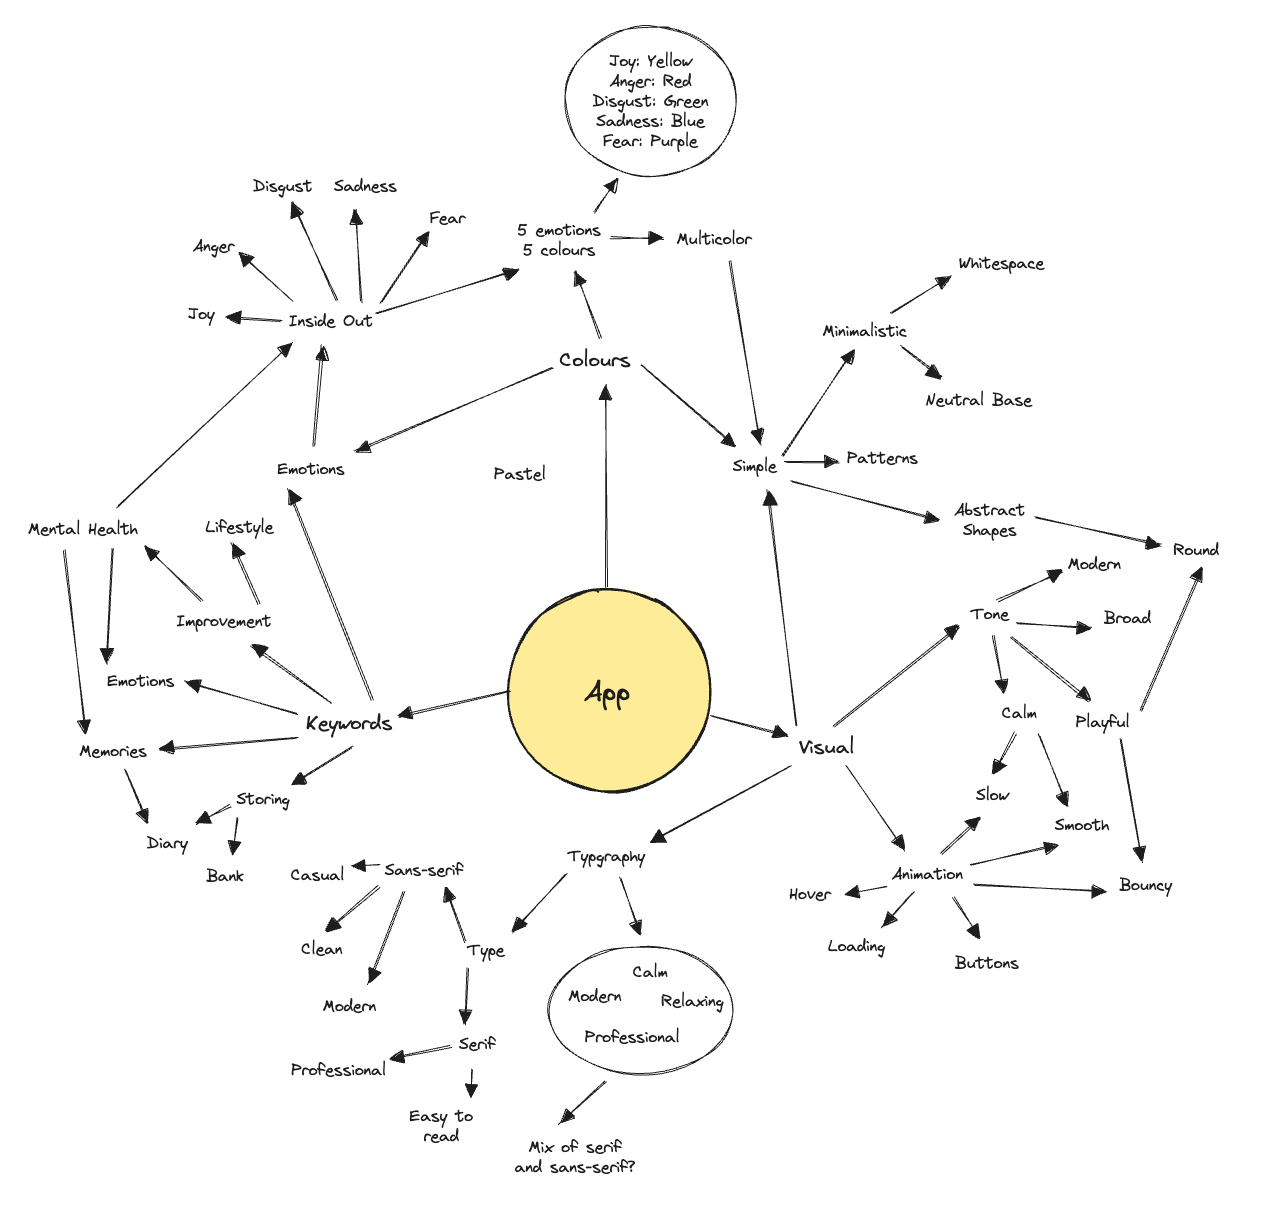 Joy: Yellow
Anger: Red
Disgust: Green
Sadness: Blue
Fear: Purple
Disgust
Sadness
Fear
Anger
5 emotions
5 colours
Multicolor
Whitespace
Joy
Inside Out
Minimalistic
Colours
Neutral Base
Emotions
Pastel
Simple
Patterns
Mental Health
Lifestyle
Abstract
Shapes
Round
Modern
Improvement
Tone
Broad
Emotions
App
Keywords
Calm
Playful
Memories
Visual
Storing
Slow
Diary
Smooth
Bank
Casual
Sans-serif
Typgraphy
Animation
Hover
Bouncy
Clean
Type
Loading
Buttons
Modern
Calm
Modern
Relaxing
Professional
Serif
Professional
Easy to
read
Mix of serif
and sans-serif?